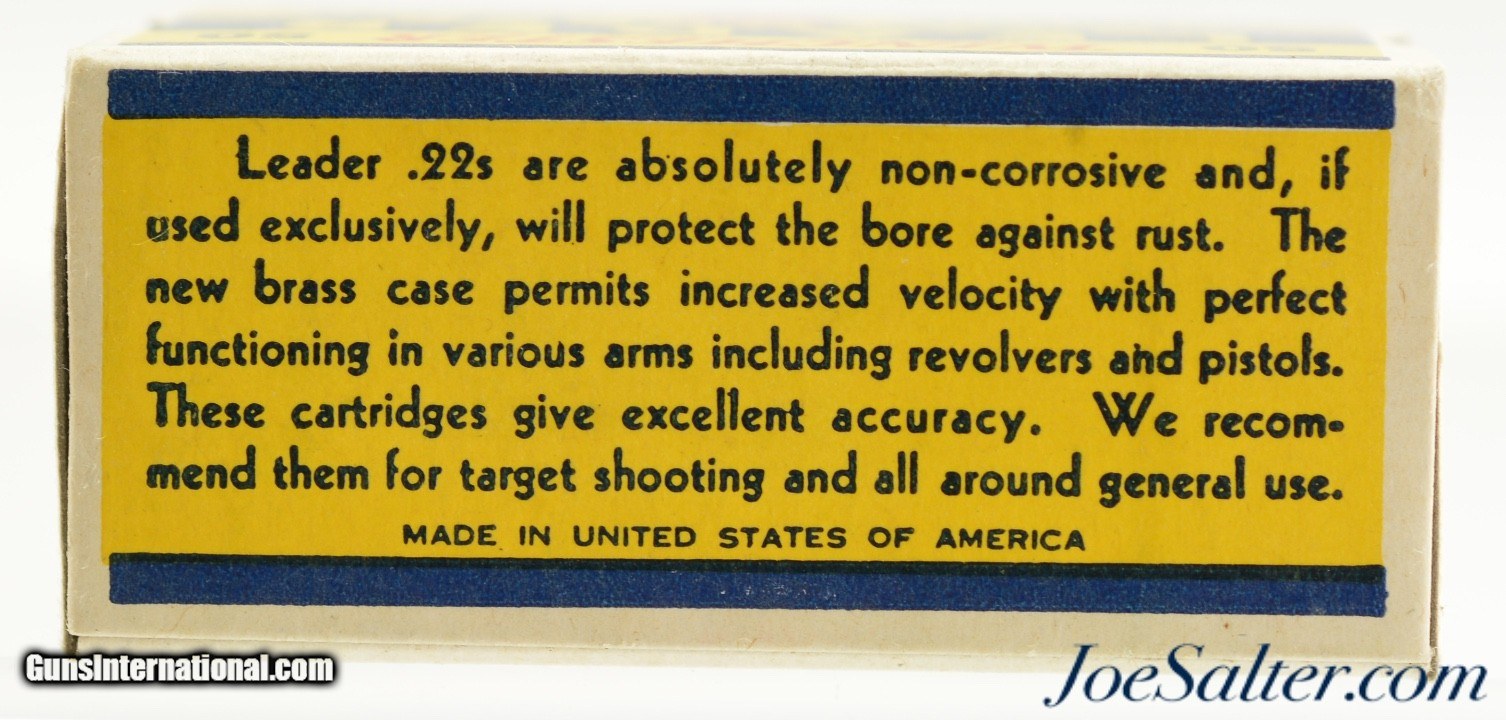 Leader .22s are absolutely non-corrosive and, if
used exclusively, will protect the bore against rust. The
new brass case permits increased velocity with perfect
functioning in various arms including revolvers and pistols.
These cartridges give excellent accuracy. We recom-
mend them for target shooting and all around general use.
MADE IN UNITED STATES OF AMERICA
GunsInternational.com
JoeSalter.com